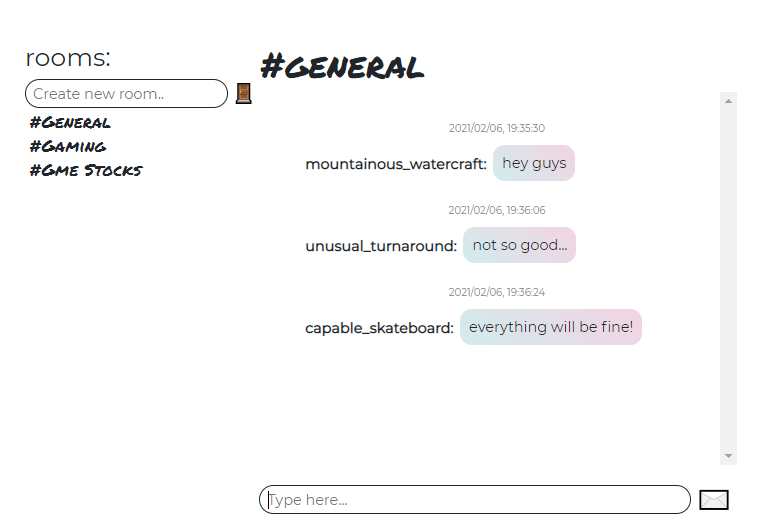 rooms:
Create new room..
#General
#Gaming
#Gme Stocks
#General
2021/02/06, 19:35:30
mountainous_watercraft: hey guys
2021/02/06, 19:36:06
unusual_turnaround: not so good...
2021/02/06, 19:36:24
capable_skateboard: everything will be fine!
Type here...